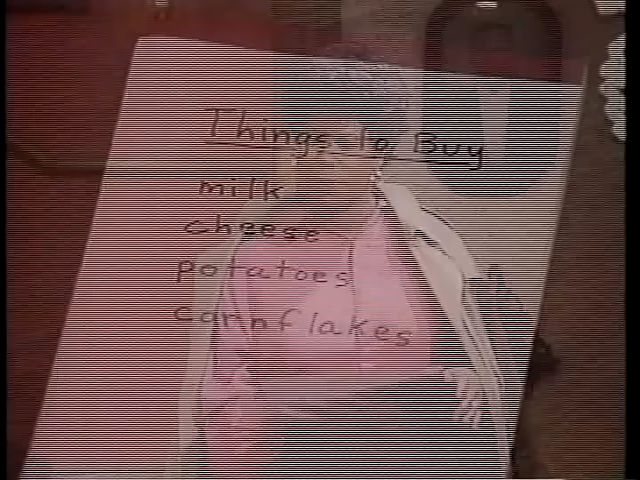 Things To Buy
milk
cheese
potatoes
cornflakes